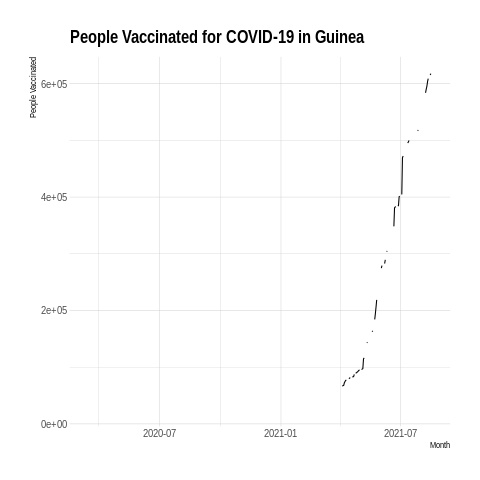 People Vaccinated for COVID-19 in Guinea
People Vaccinated
6e+05
4e+05
2e+05
0e+00
2020-07
2021-01
2021-07
Month